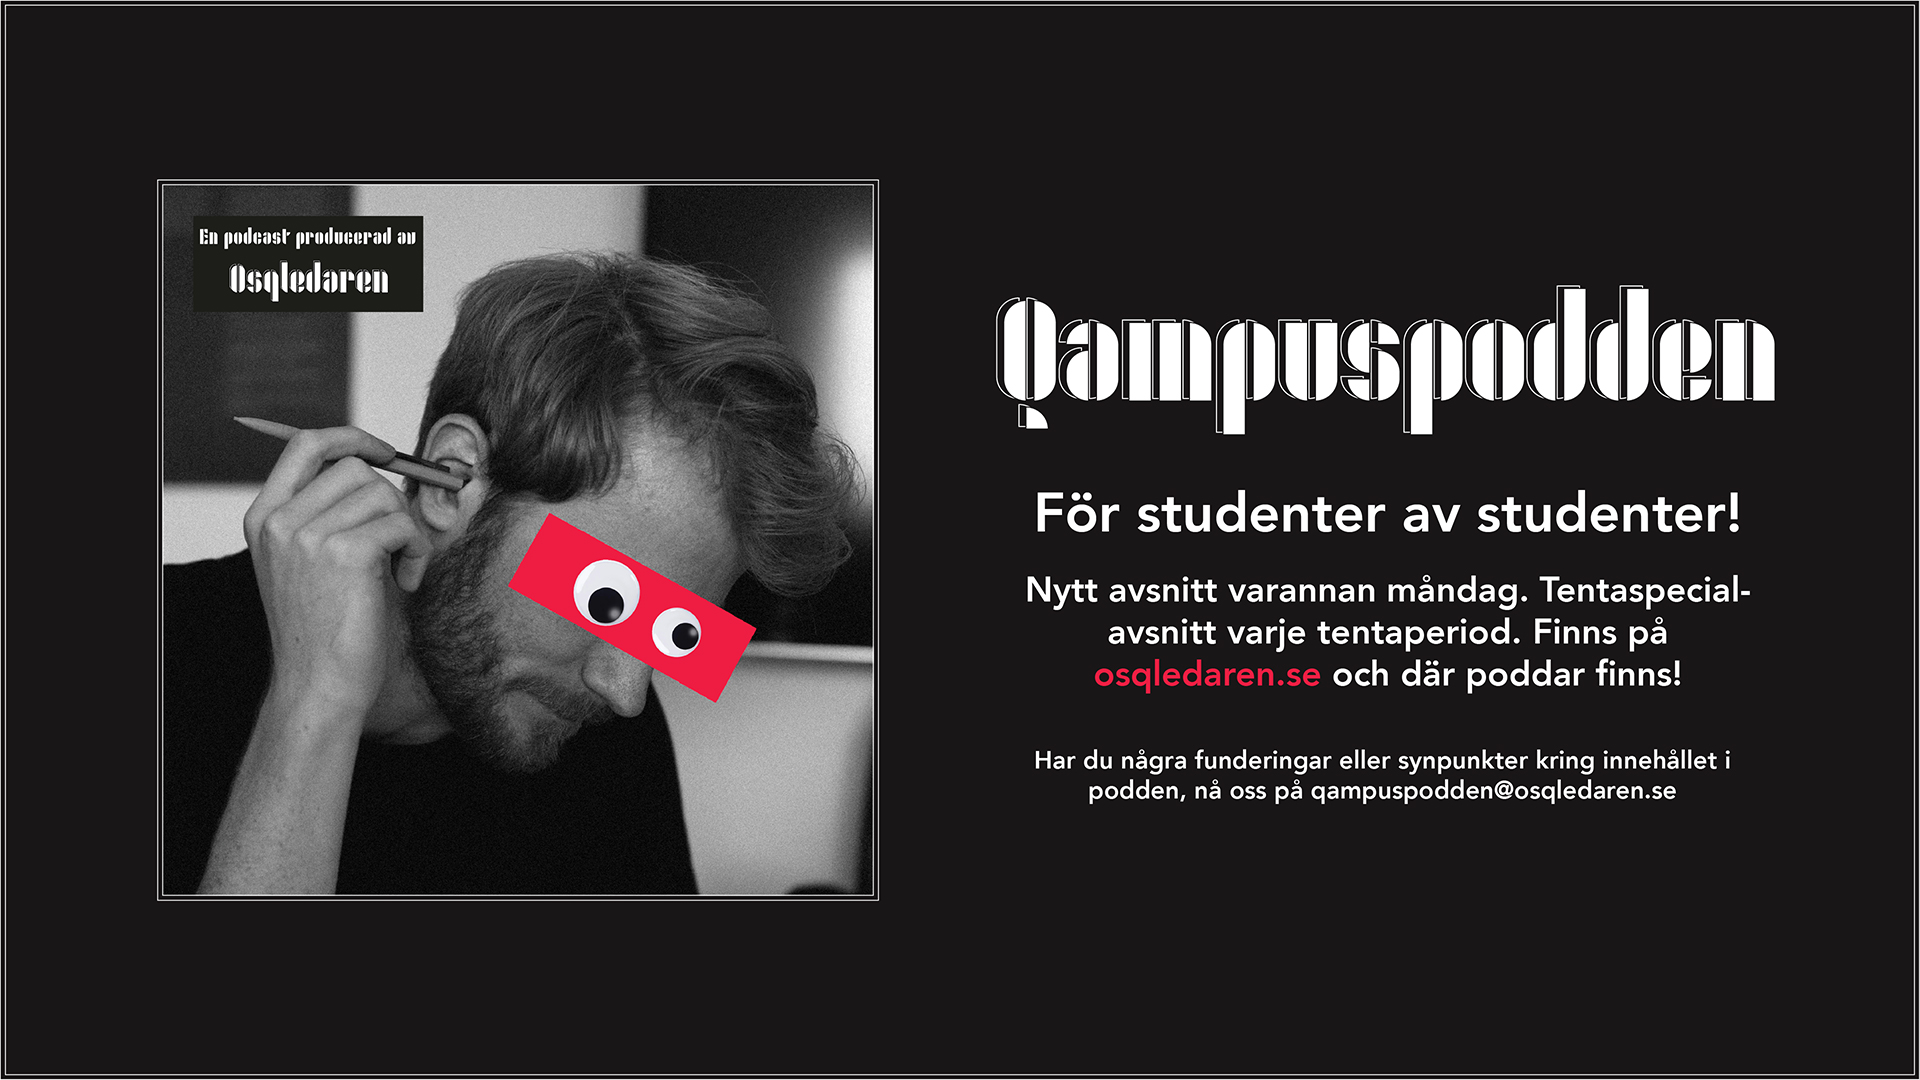 En podcast producerad av
Osqledaren
Qampuspodden
För studenter av studenter!
Nytt avsnitt varannan måndag. Tentaspecial-
avsnitt varje tentaperiod. Finns på
osqledaren.se och där poddar finns!
Har du några funderingar eller synpunkter kring innehållet i
podden, nå oss på qampuspodden@osqledaren.se